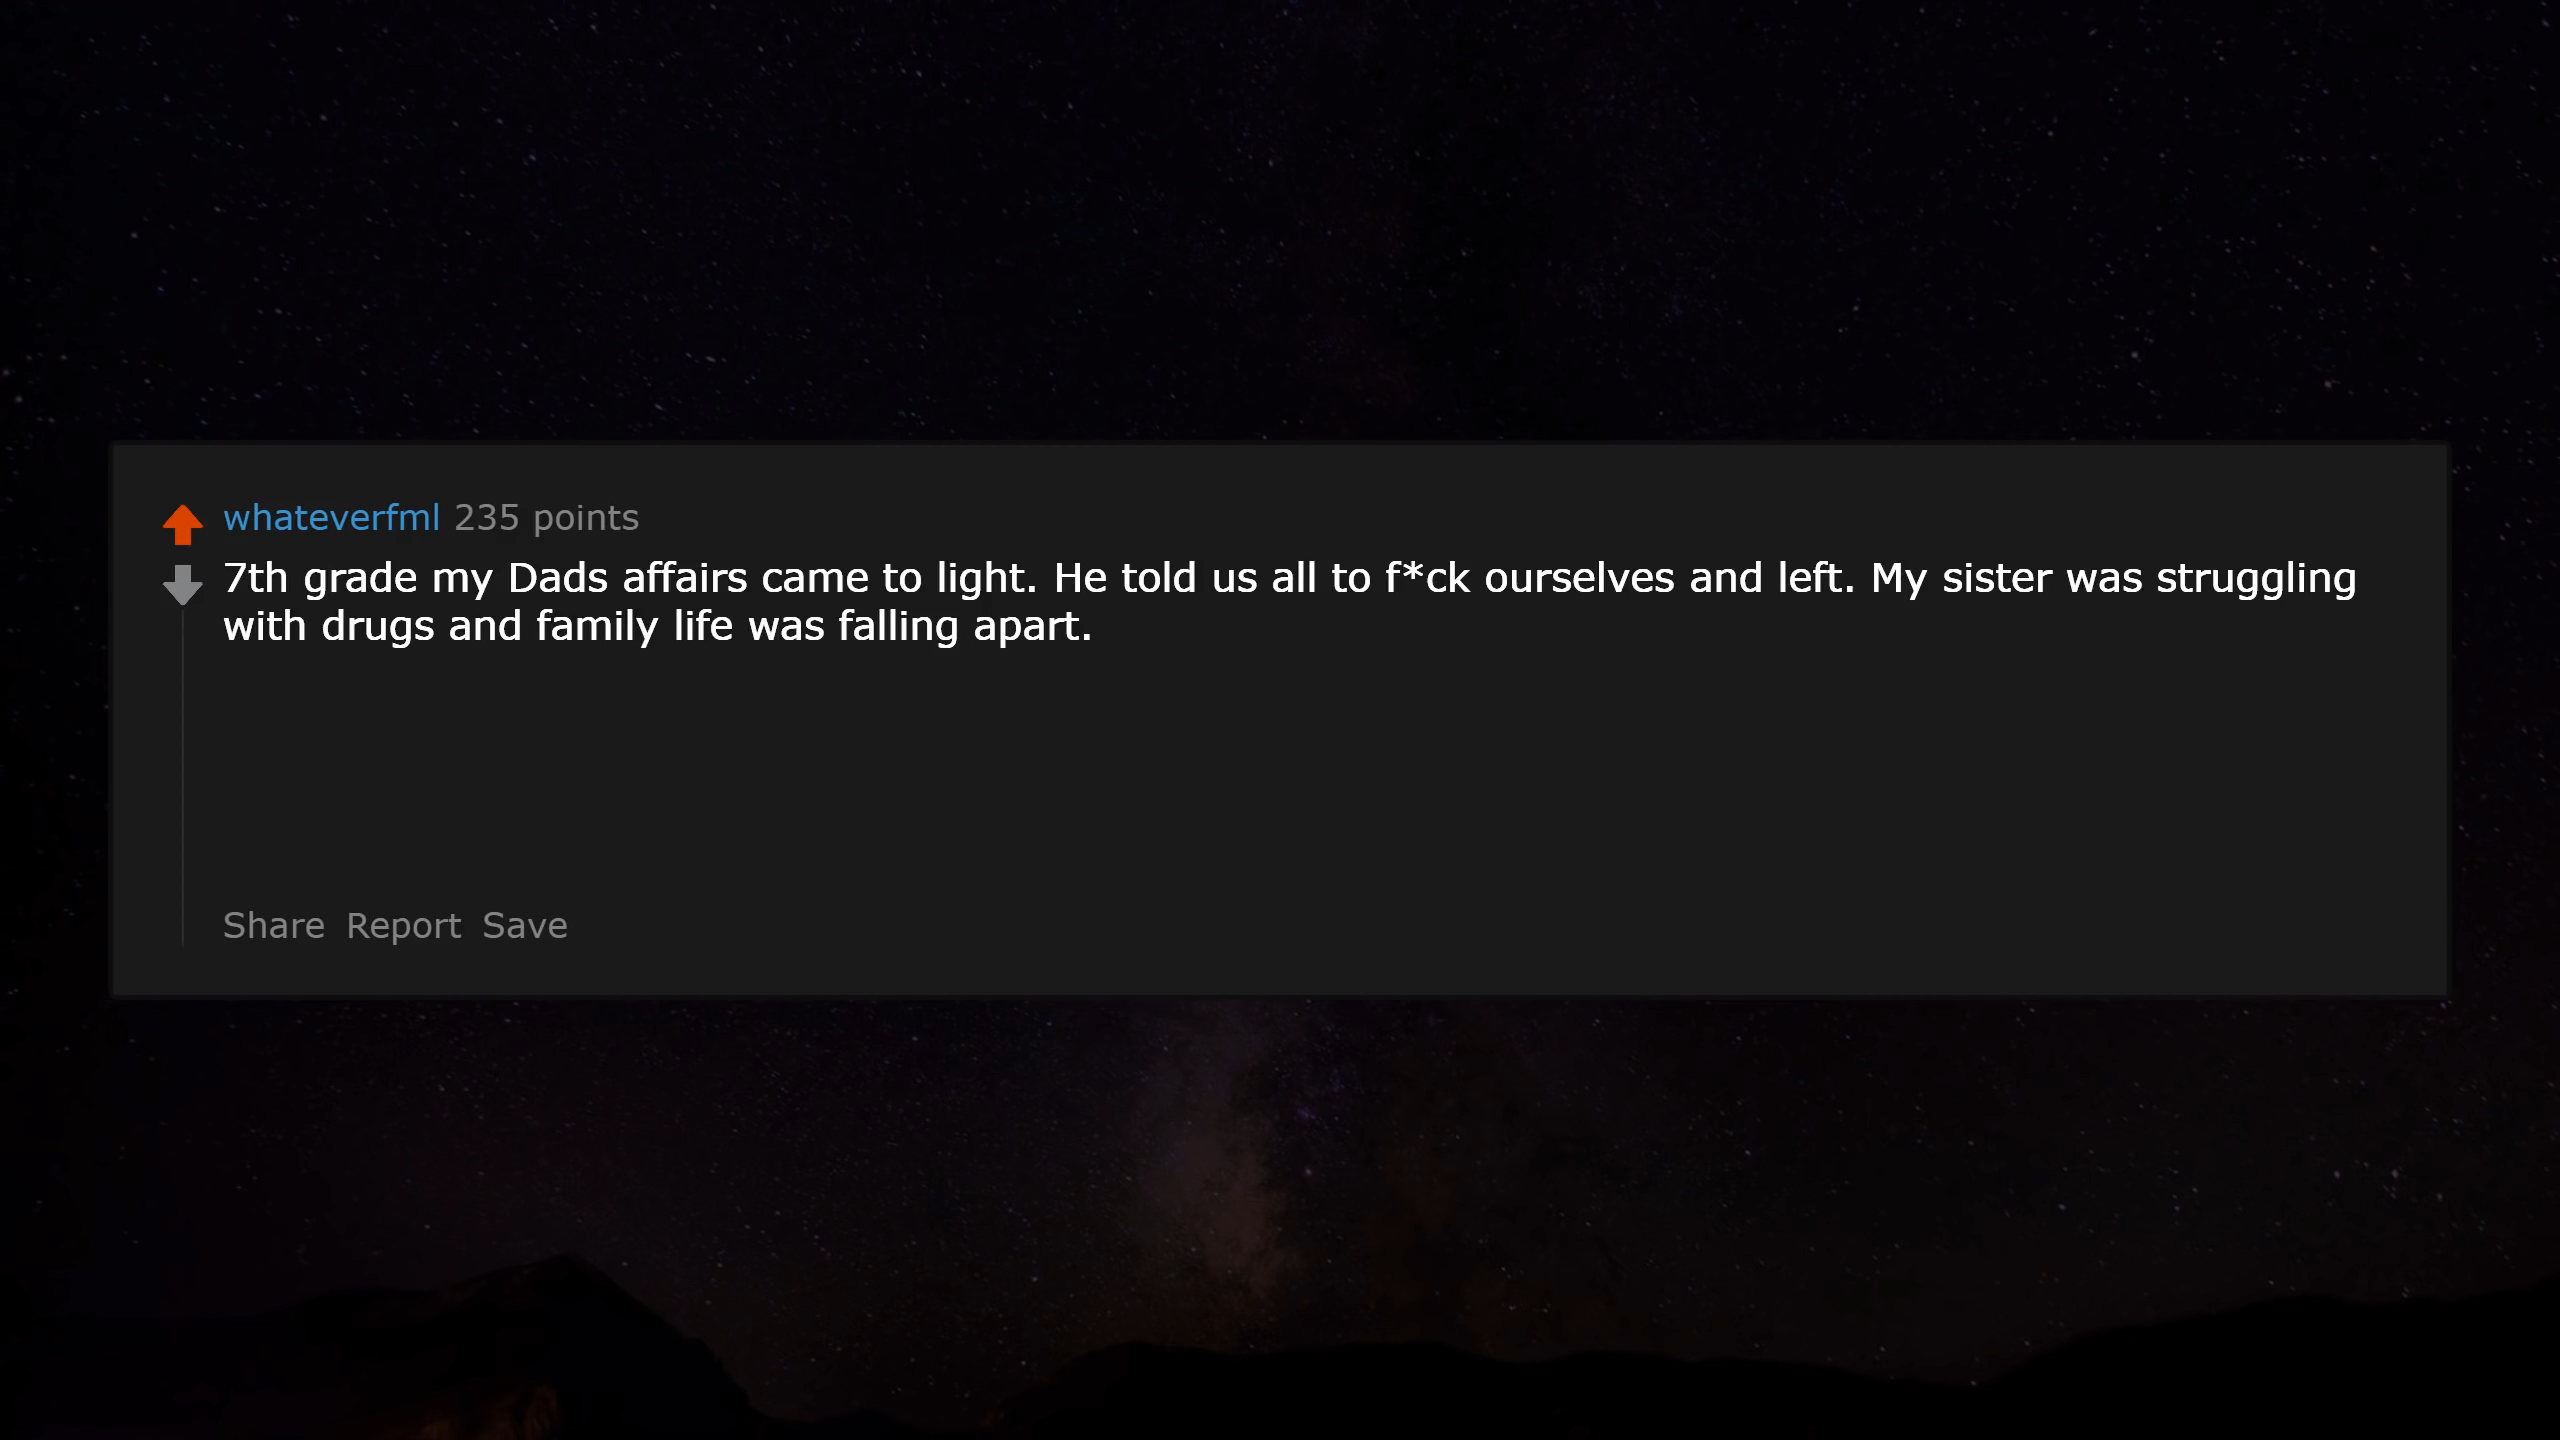 whateverfml 235 points
7th grade my Dads affairs came to light. He told us all to f*ck ourselves and left. My sister was struggling
with drugs and family life was falling apart.
Share Report Save